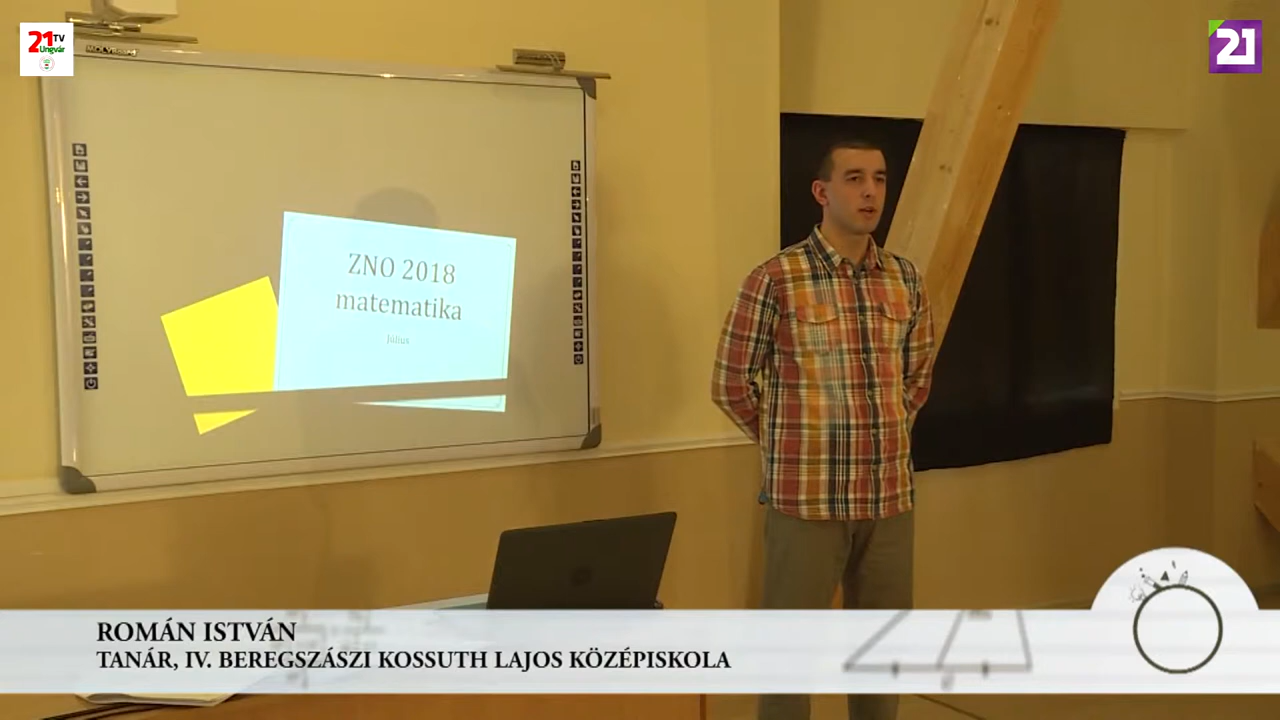 21 TV
Ungvár
21
ZNO 2018
matematika
Július
ROMÁN ISTVÁN
TANÁR, IV. BEREGSZÁSZI KOSSUTH LAJOS KÖZÉPISKOLA